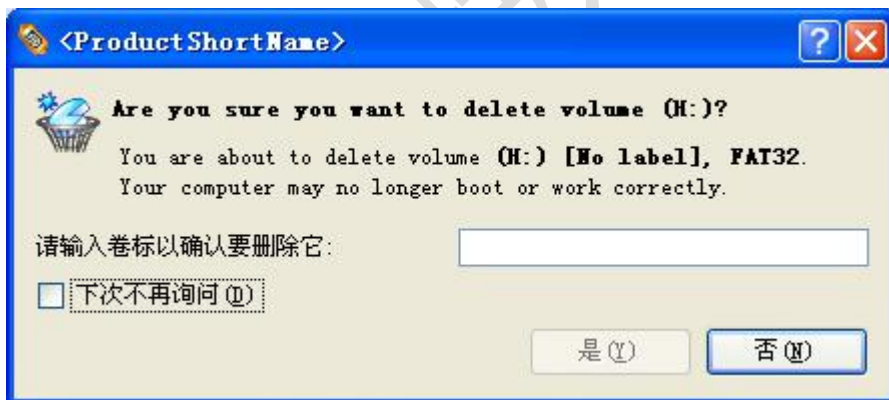 <ProductShortName>
Are you sure you want to delete volume (H:)?
You are about to delete volume (H:) [No label], FAT32.
Your computer may no longer boot or work correctly.
请输入卷标以确认要删除它:
下次不再询问(D)
是(Y)
否(N)